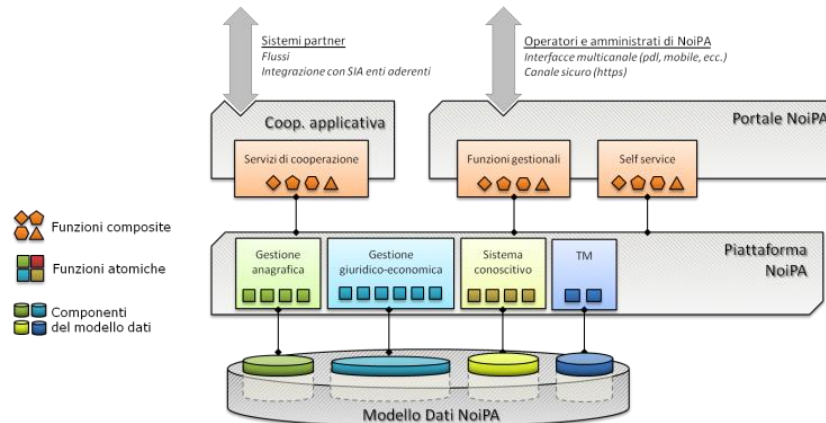 Sistemi partner
Flussi
Integrazione con SIA enti aderenti
Operatori e amministrati di NoiPA
Interfacce multicanale (pdl, mobile, ecc.)
Canale sicuro (https)
Coop. applicativa
Portale NoiPA
Servizi di cooperazione
Funzioni gestionali
Self service
Funzioni composite
Funzioni atomiche
Componenti
del modello dati
Gestione
anagrafica
Gestione
giuridico-economica
Sistema
conoscitivo
TM
Piattaforma
NoiPA
Modello Dati NoiPA